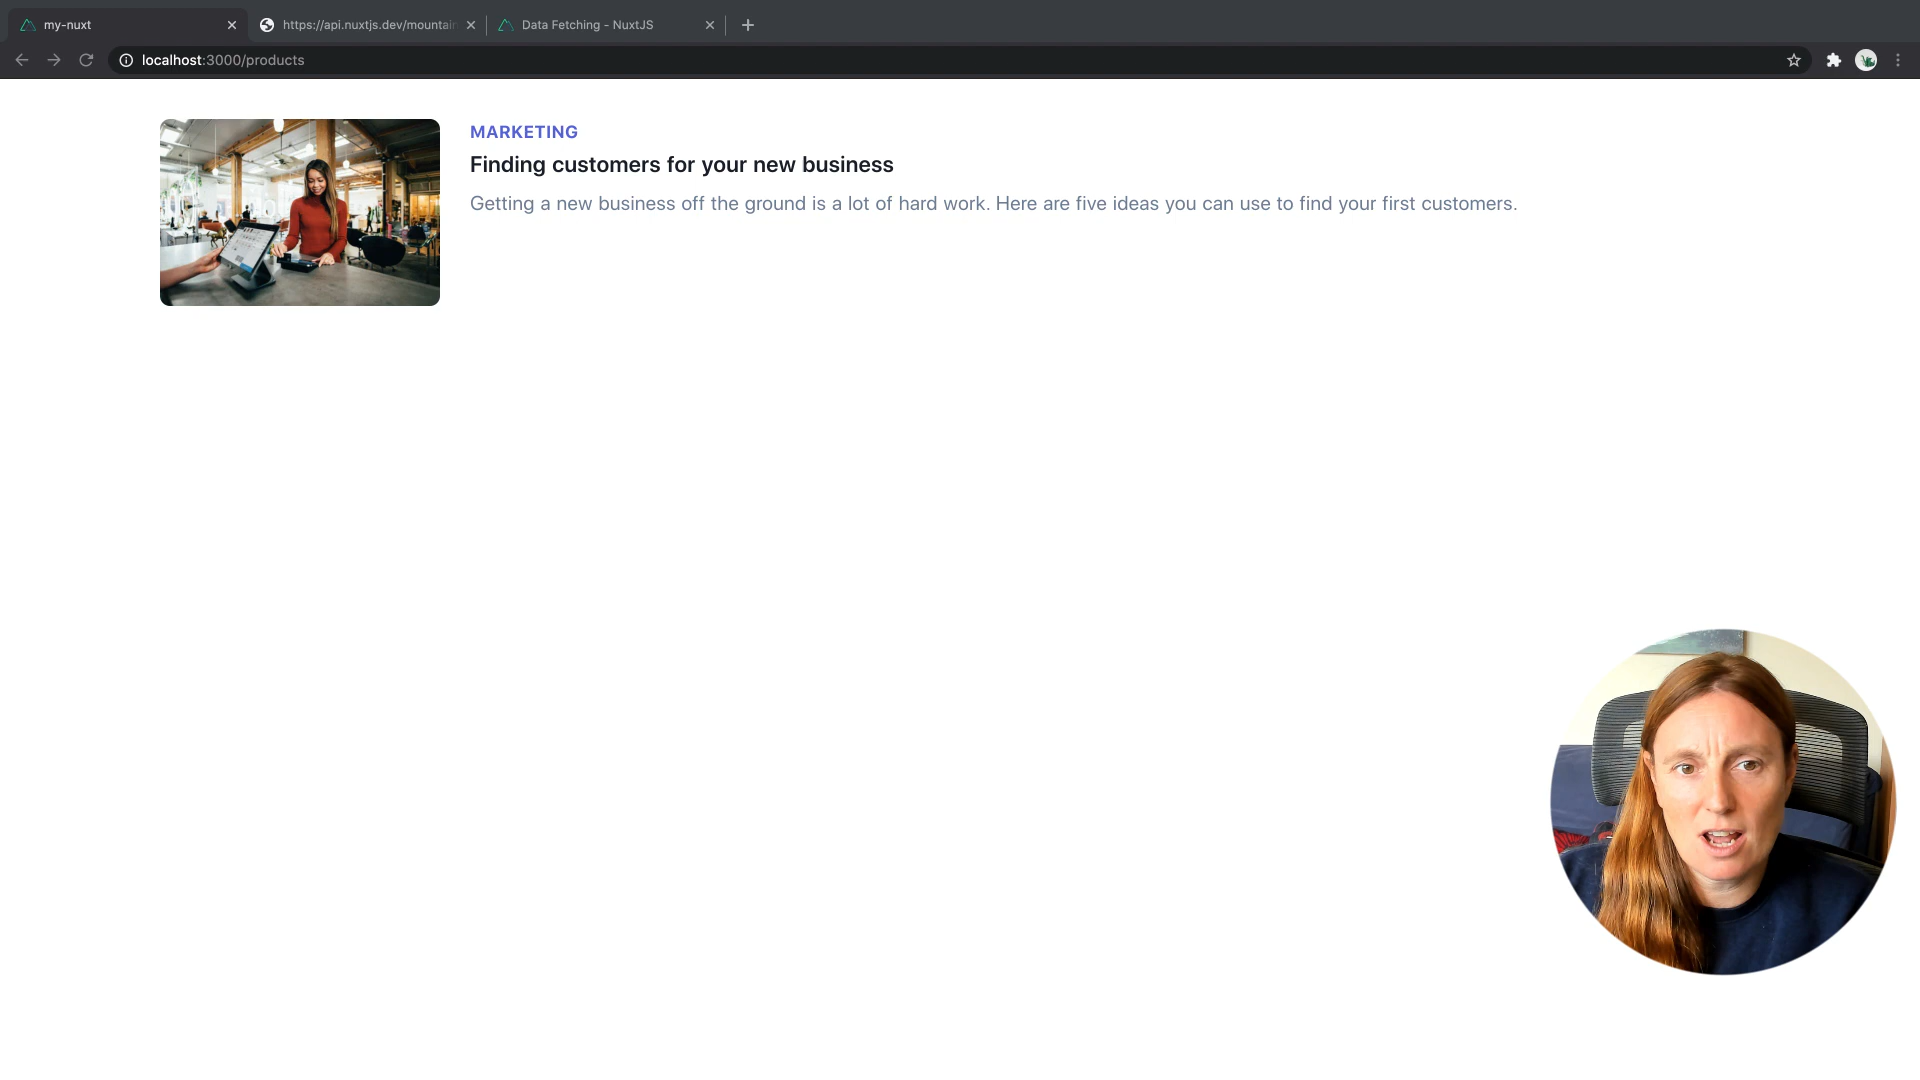 my-nuxt
https://api.nuxtjs.dev/mountain
Data Fetching - NuxtJS
localhost:3000/products
MARKETING
Finding customers for your new business
Getting a new business off the ground is a lot of hard work. Here are five ideas you can use to find your first customers.